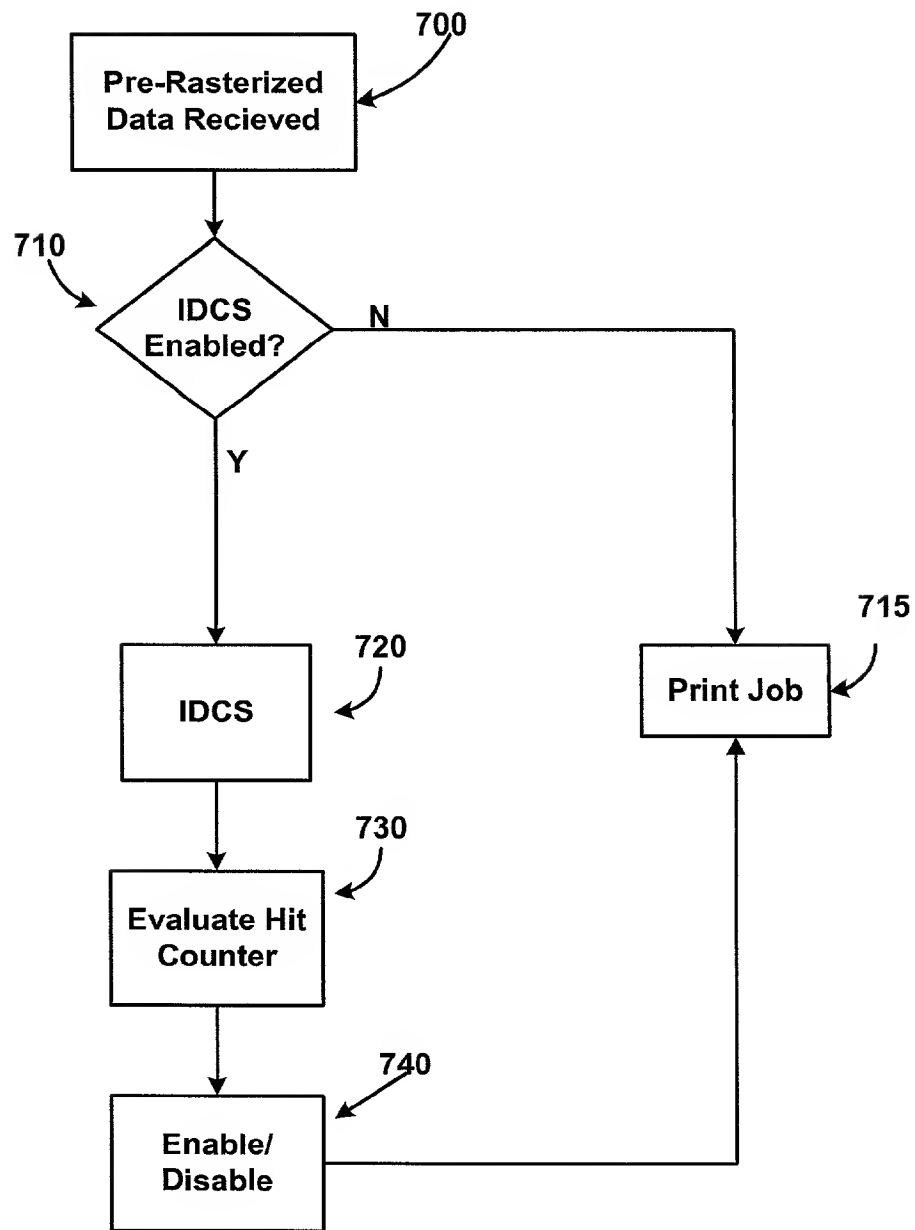 700
Pre-Rasterized
Data Recieved
710
IDCS
Enabled?
N
Y
720
IDCS
715
Print Job
730
Evaluate Hit
Counter
740
Enable/
Disable